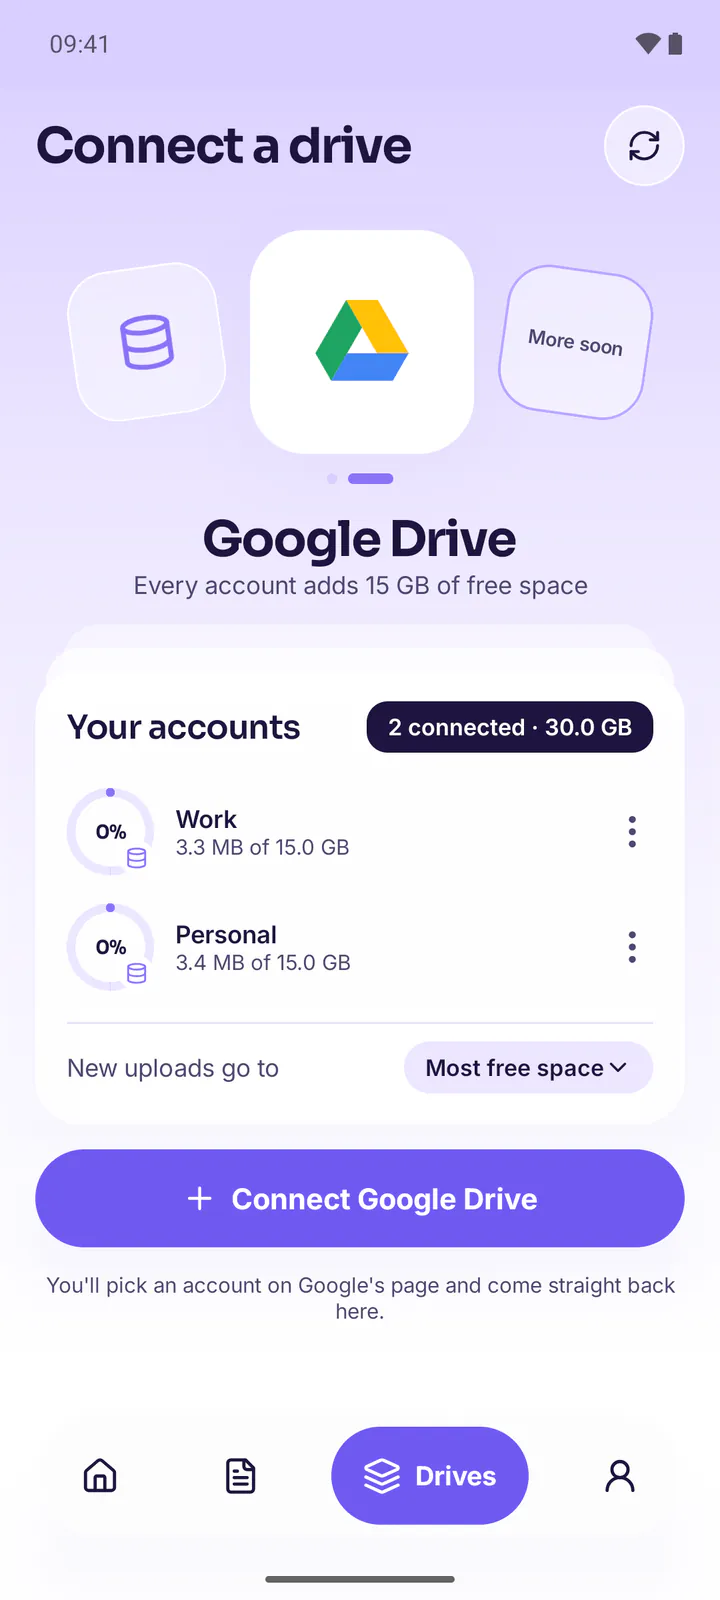 09:41
Connect a drive
More soon
Google Drive
Every account adds 15 GB of free space
Your accounts
2 connected · 30.0 GB
0%
Work
3.3 MB of 15.0 GB
0%
Personal
3.4 MB of 15.0 GB
New uploads go to
Most free space
Connect Google Drive
You'll pick an account on Google's page and come straight back
here.
Drives